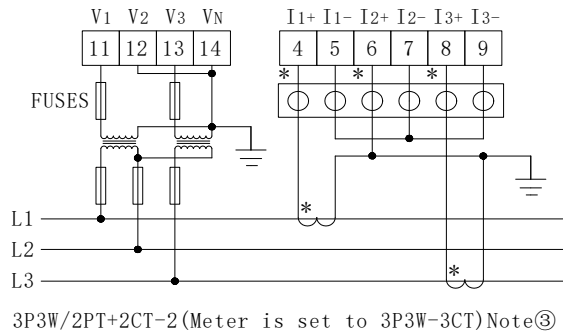 V1 V2 V3 VN I1+ I1- I2+ I2- I3+ I3-
11 12 13 14 4 5 6 7 8 9
* * *
FUSES
*
L1
L2
*
L3
3P3W/2PT+2CT-2(Meter is set to 3P3W-3CT)Note③